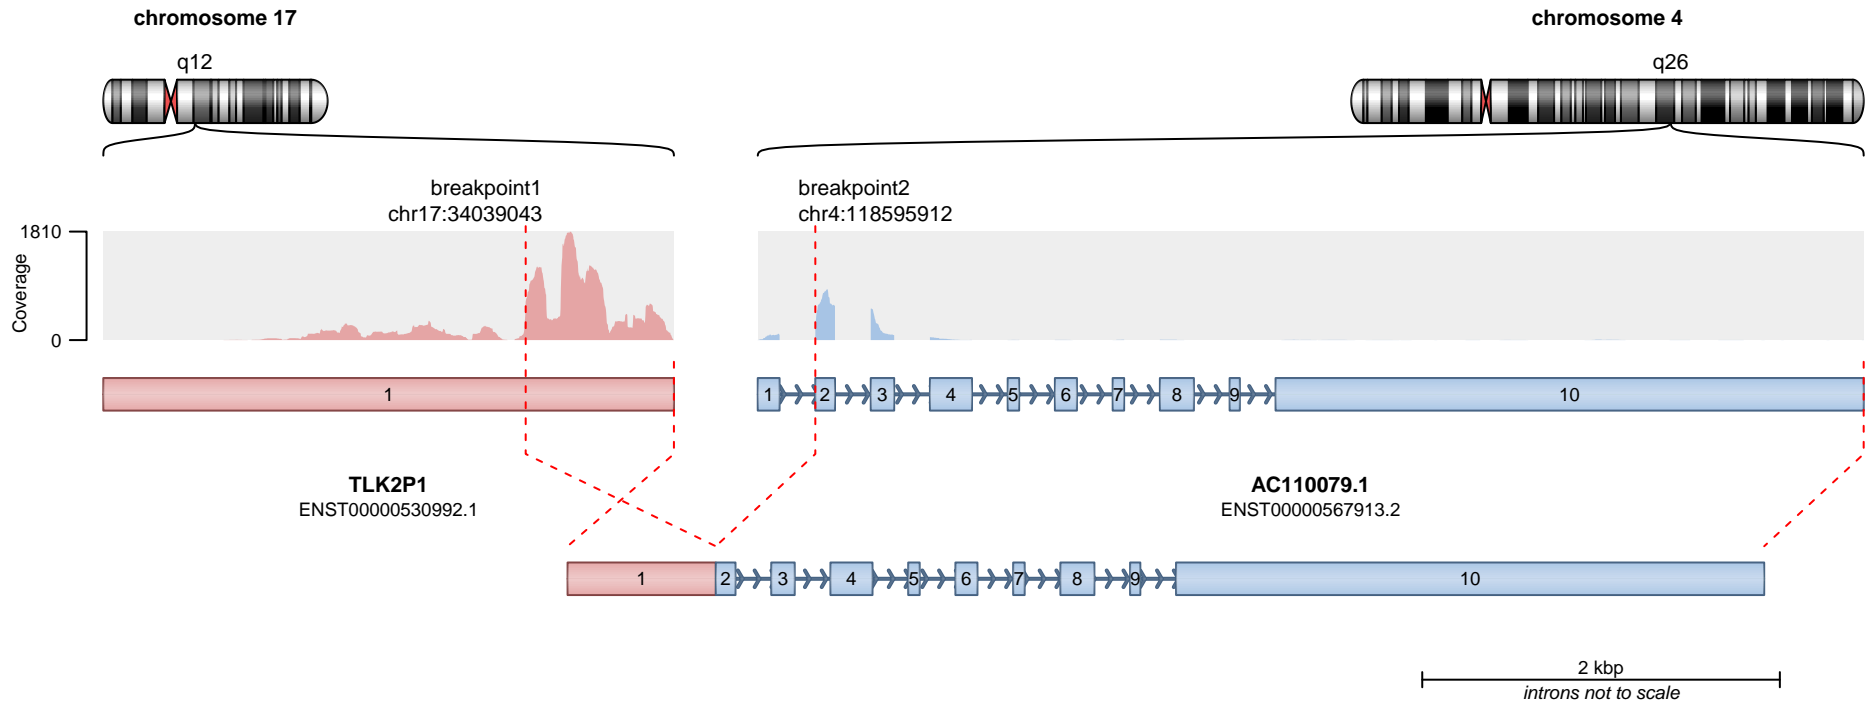 chromosome 17
chromosome 4
q12
q26
breakpoint1
chr17:34039043
breakpoint2
chr4:118595912
Coverage
1810
0
1
1 2 3 4 5 6 7 8 9 10
TLK2P1
ENST00000530992.1
AC110079.1
ENST00000567913.2
1 2 3 4 5 6 7 8 9 10
2 kbp
introns not to scale